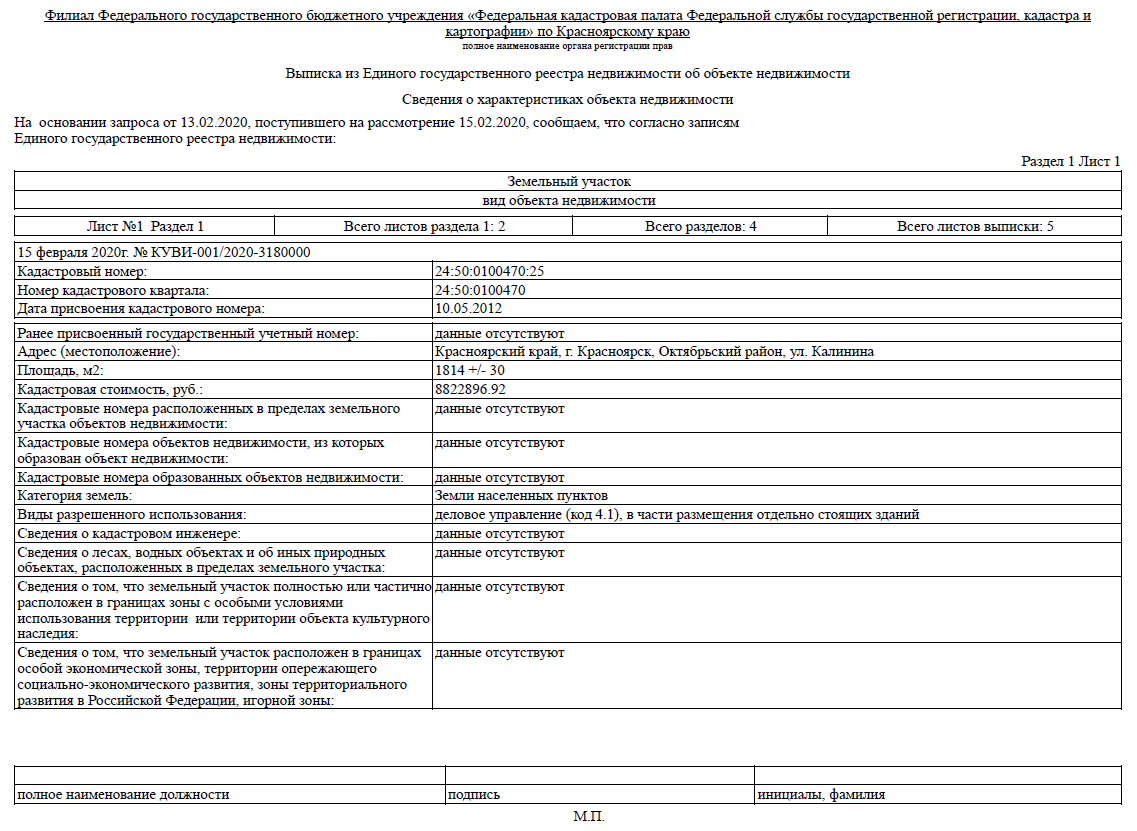 Филиал Федерального государственного бюджетного учреждения «Федеральная кадастровая палата Федеральной службы государственной регистрации, кадастра и
картографии» по Красноярскому краю
полное наименование органа регистрации прав
Выписка из Единого государственного реестра недвижимости об объекте недвижимости
Сведения о характеристиках объекта недвижимости
На  основании запроса от 13.02.2020, поступившего на рассмотрение 15.02.2020, сообщаем, что согласно записям
Единого государственного реестра недвижимости:
Раздел 1 Лист 1
Земельный участок
вид объекта недвижимости
Лист №1  Раздел 1 Всего листов раздела 1: 2 Всего разделов: 4 Всего листов выписки: 5
15 февраля 2020г. № КУВИ-001/2020-3180000
Кадастровый номер: 24:50:0100470:25
Номер кадастрового квартала: 24:50:0100470
Дата присвоения кадастрового номера: 10.05.2012
Ранее присвоенный государственный учетный номер: данные отсутствуют
Адрес (местоположение): Красноярский край, г. Красноярск, Октябрьский район, ул. Калинина
Площадь, м2: 1814 +/- 30
Кадастровая стоимость, руб.: 8822896.92
Кадастровые номера расположенных в пределах земельного данные отсутствуют
участка объектов недвижимости:
Кадастровые номера объектов недвижимости, из которых данные отсутствуют
образован объект недвижимости:
Кадастровые номера образованных объектов недвижимости: данные отсутствуют
Категория земель: Земли населенных пунктов
Виды разрешенного использования: деловое управление (код 4.1), в части размещения отдельно стоящих зданий
Сведения о кадастровом инженере: данные отсутствуют
Сведения о лесах, водных объектах и об иных природных данные отсутствуют
объектах, расположенных в пределах земельного участка:
Сведения о том, что земельный участок полностью или частично данные отсутствуют
расположен в границах зоны с особыми условиями
использования территории  или территории объекта культурного
наследия:
Сведения о том, что земельный участок расположен в границах данные отсутствуют
особой экономической зоны, территории опережающего
социально-экономического развития, зоны территориального
развития в Российской Федерации, игорной зоны:
полное наименование должности подпись инициалы, фамилия
М.П.